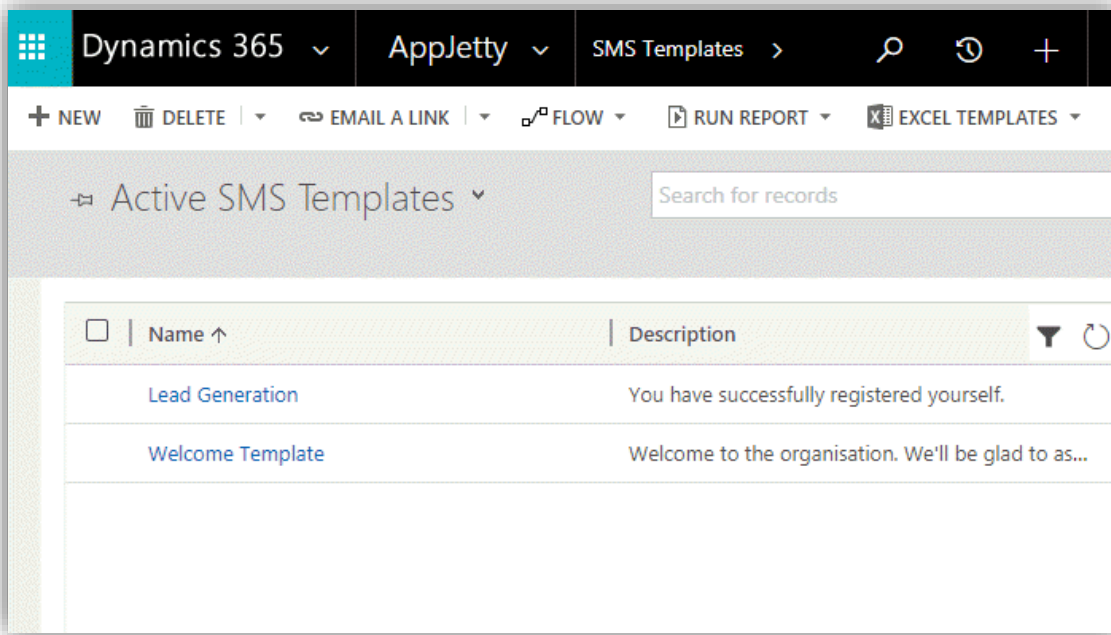 Dynamics 365 AppJetty SMS Templates
NEW DELETE EMAIL A LINK FLOW RUN REPORT EXCEL TEMPLATES
Active SMS Templates Search for records
Name Description
Lead Generation You have successfully registered yourself.
Welcome Template Welcome to the organisation. We'll be glad to as...